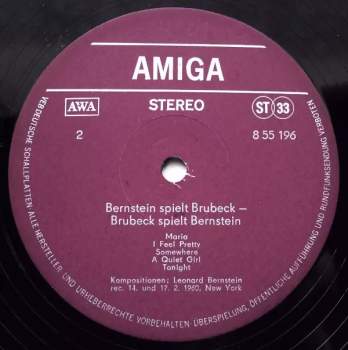 AMIGA
AWA
STEREO
ST 33
2
8 55 196
Bernstein spielt Brubeck –
Brubeck spielt Bernstein
Maria
I Feel Pretty
Somewhere
A Quiet Girl
Tonight
Kompositionen: Leonard Bernstein
rec. 14. und 17. 2. 1960, New York
VEB DEUTSCHE SCHALLPLATTEN · ALLE HERSTELLER- UND URHEBERRECHTE VORBEHALTEN · ÜBERSPIELUNG, ÖFFENTLICHE AUFFÜHRUNG UND RUNDFUNKSENDUNG VERBOTEN